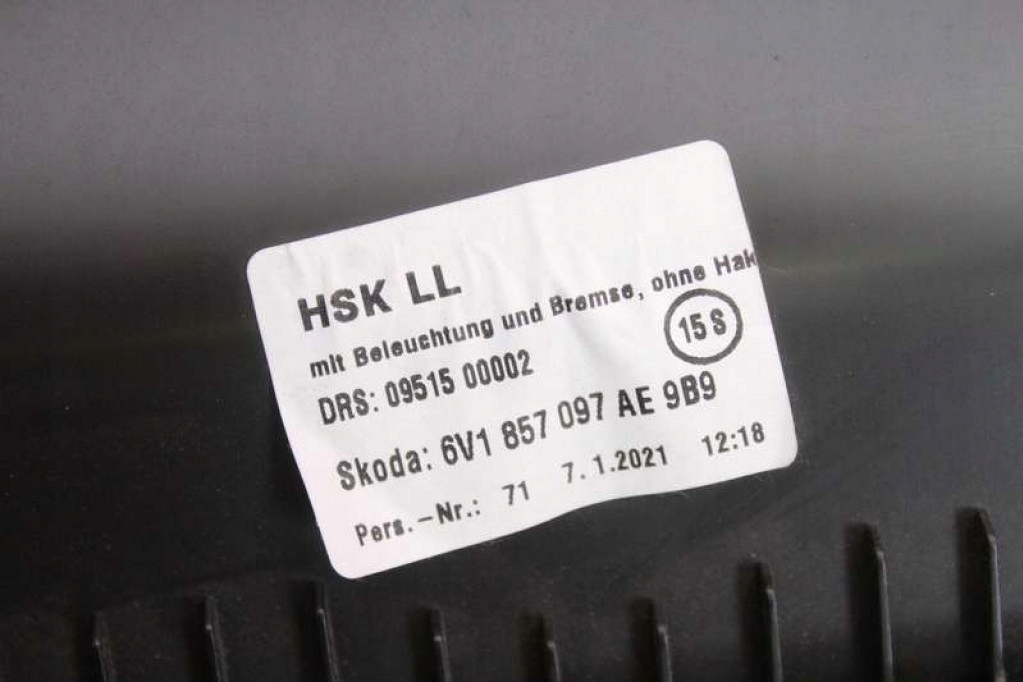 HSK LL
mit Beleuchtung und Bremse, ohne Hak
15 S
DRS: 09515 00002
Skoda: 6V1 857 097 AE 9B9
Pers.-Nr.: 71 7.1.2021 12:18